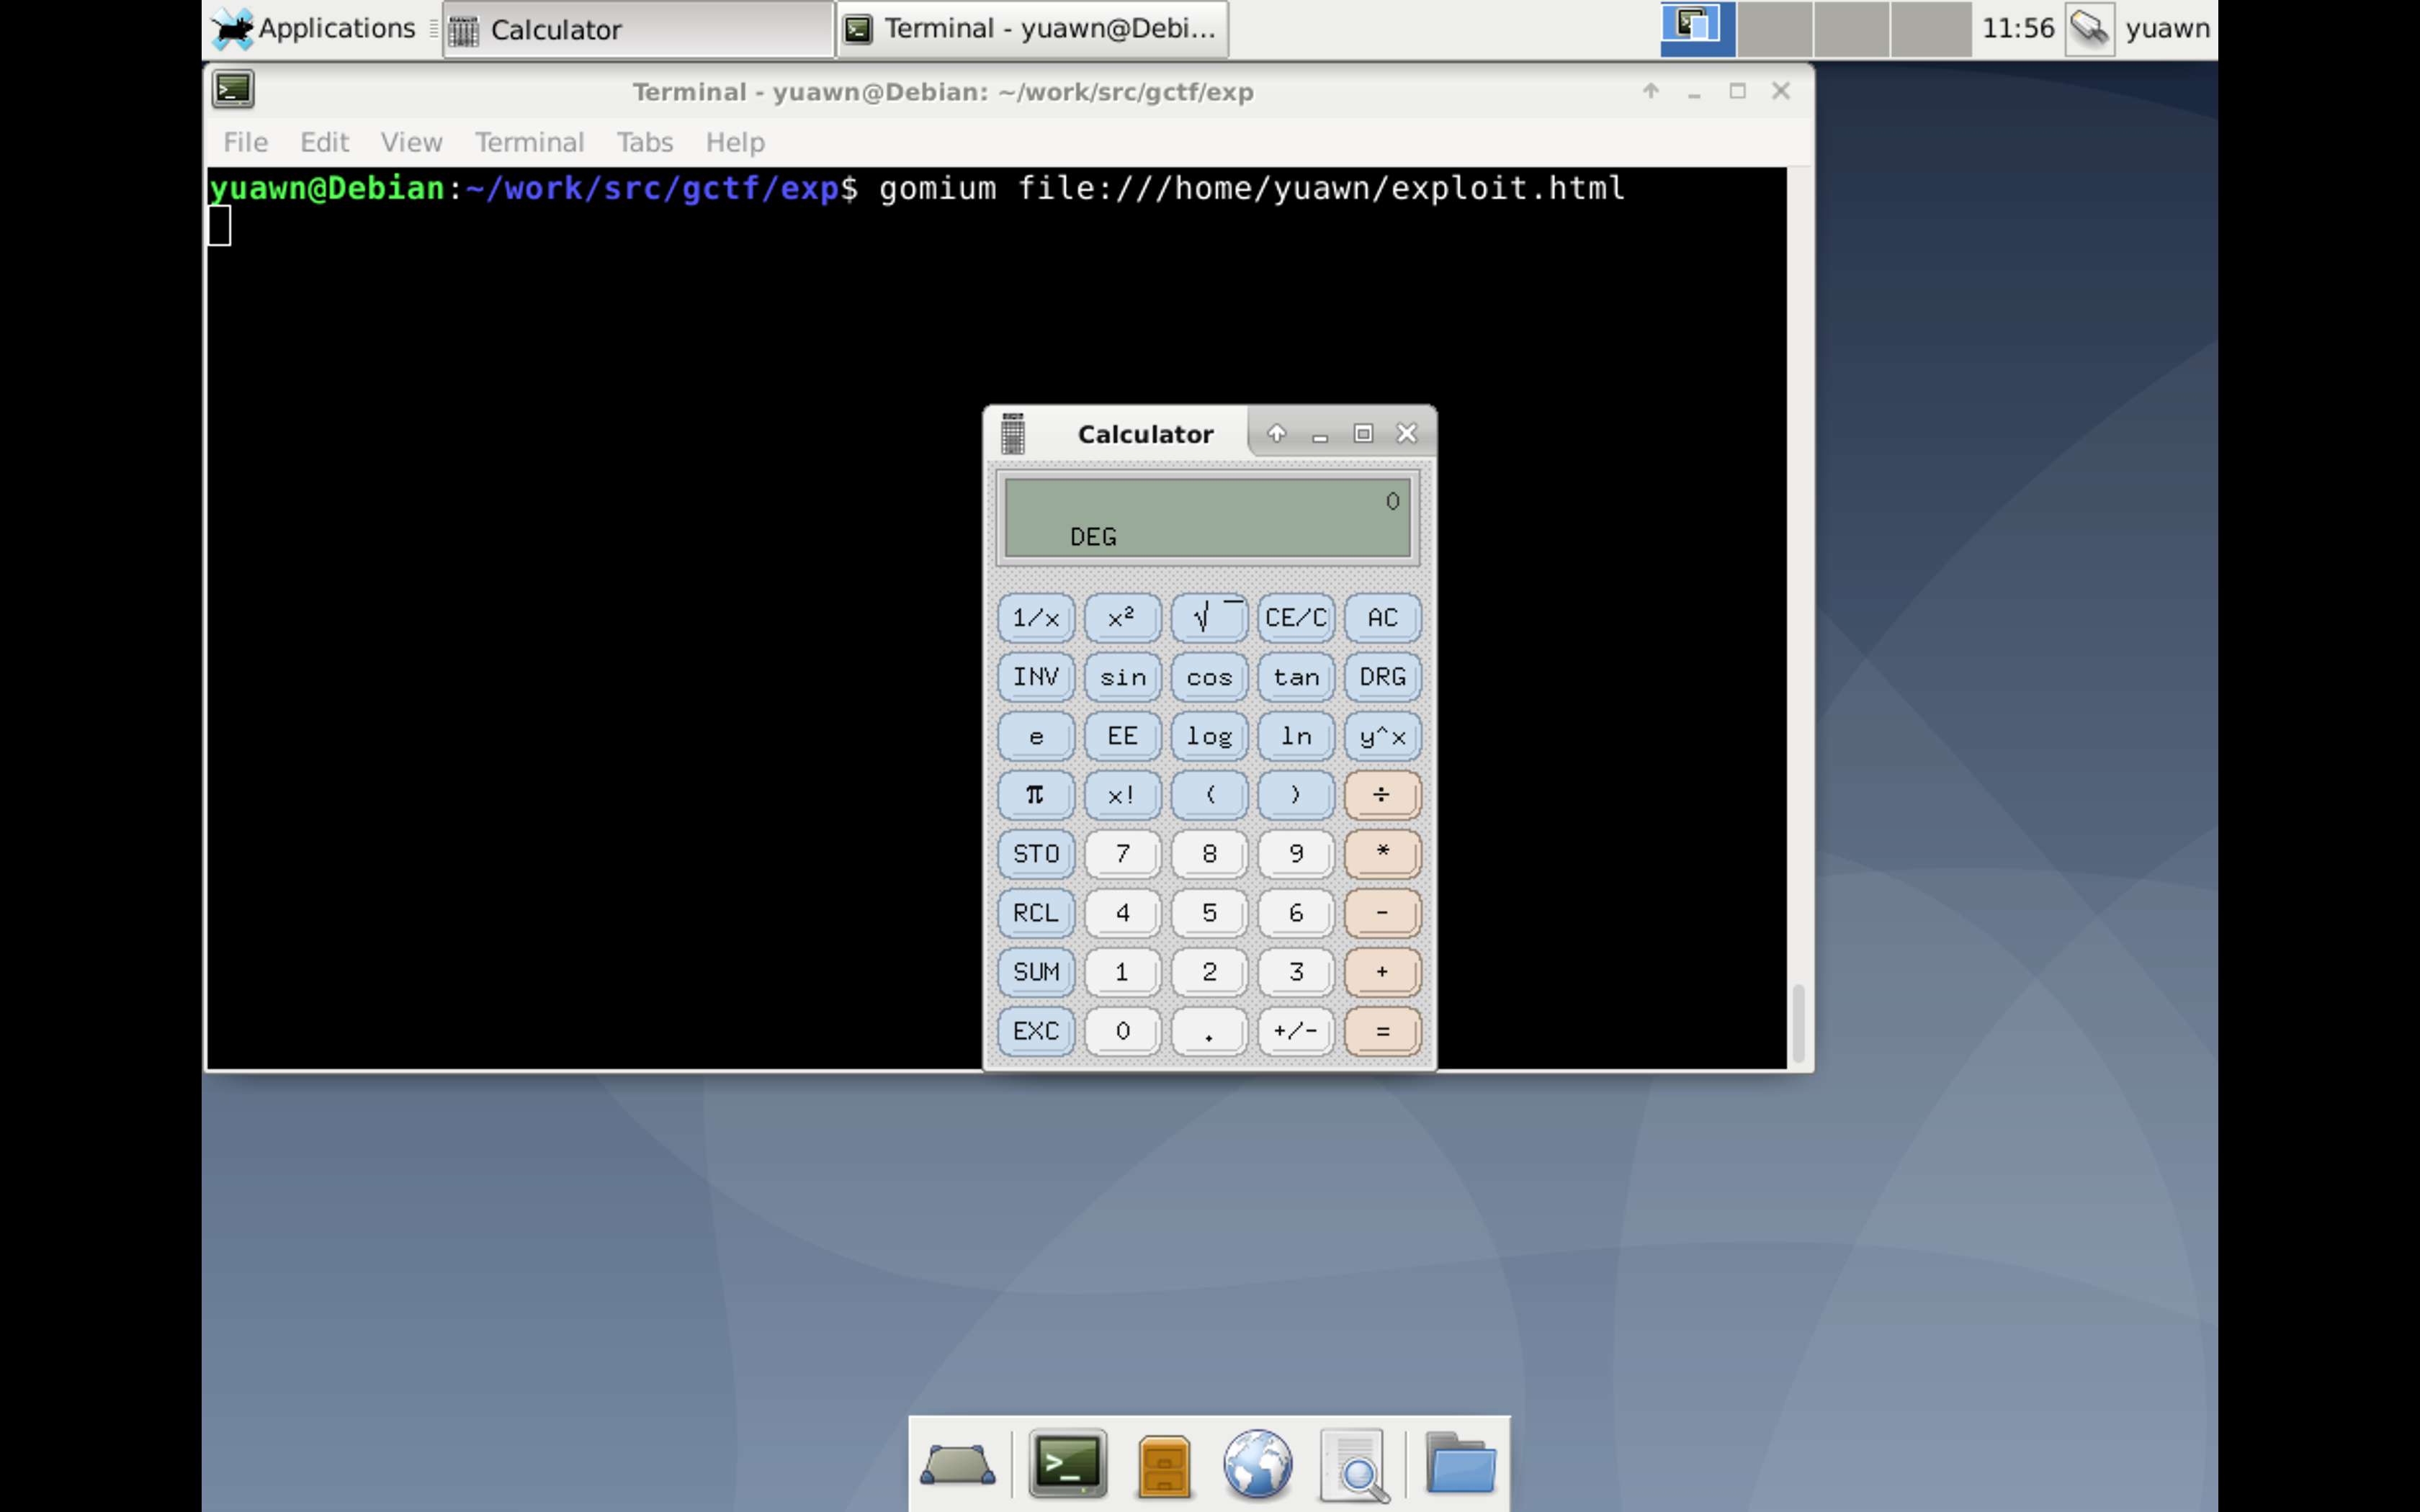 Applications
Calculator
Terminal - yuawn@Debi...
11:56
yuawn
Terminal - yuawn@Debian: ~/work/src/gctf/exp
File Edit View Terminal Tabs Help
yuawn@Debian:~/work/src/gctf/exp$ gomium file:///home/yuawn/exploit.html
Calculator
0
DEG
1/x x² √‾ CE/C AC
INV sin cos tan DRG
e EE log ln y^x
π x! ( ) ÷
STO 7 8 9 *
RCL 4 5 6 -
SUM 1 2 3 +
EXC 0 . +/- =